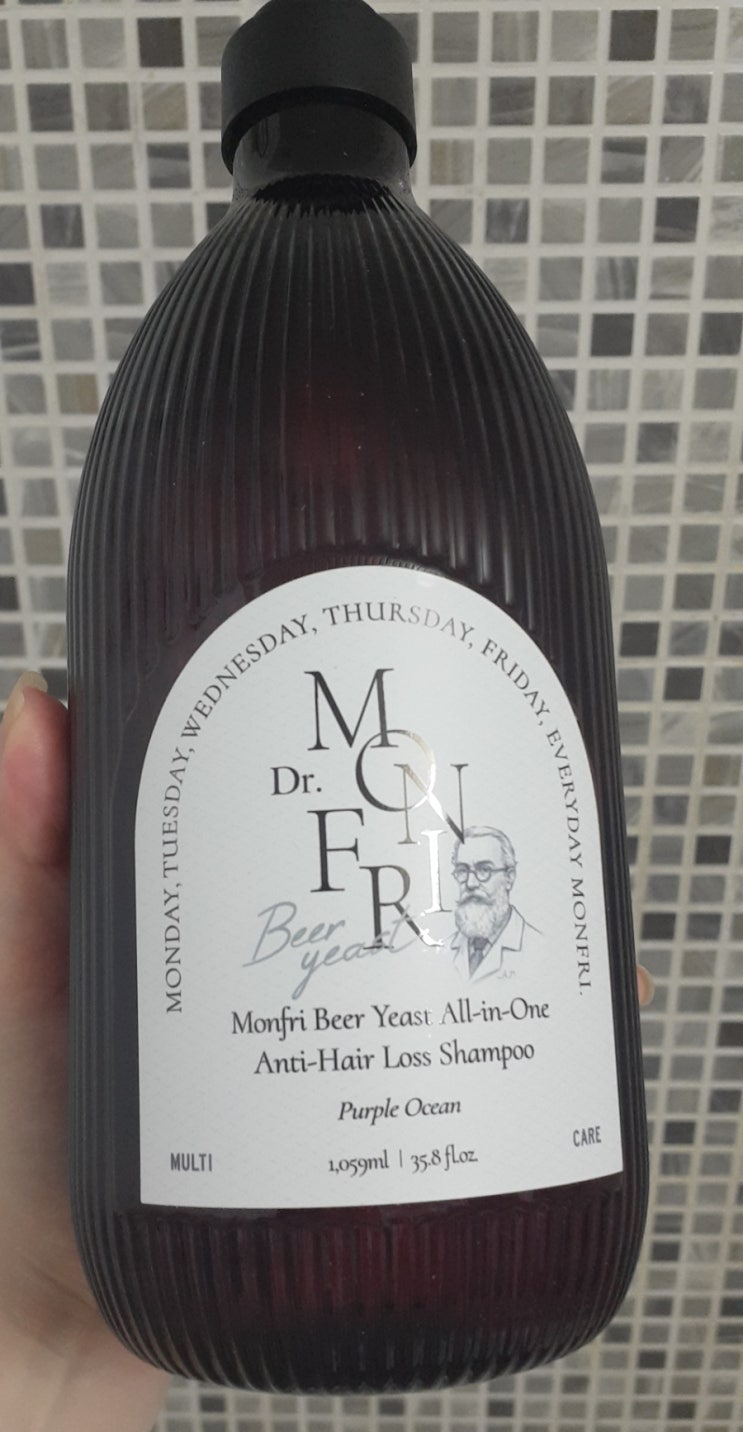 MONDAY, TUESDAY, WEDNESDAY, THURSDAY, FRIDAY, EVERYDAY MONFRI.
Dr. MONFRI
Beer
yeast
Monfri Beer Yeast All-in-One
Anti-Hair Loss Shampoo
Purple Ocean
MULTI
1,059ml | 35.8 fl.oz.
CARE